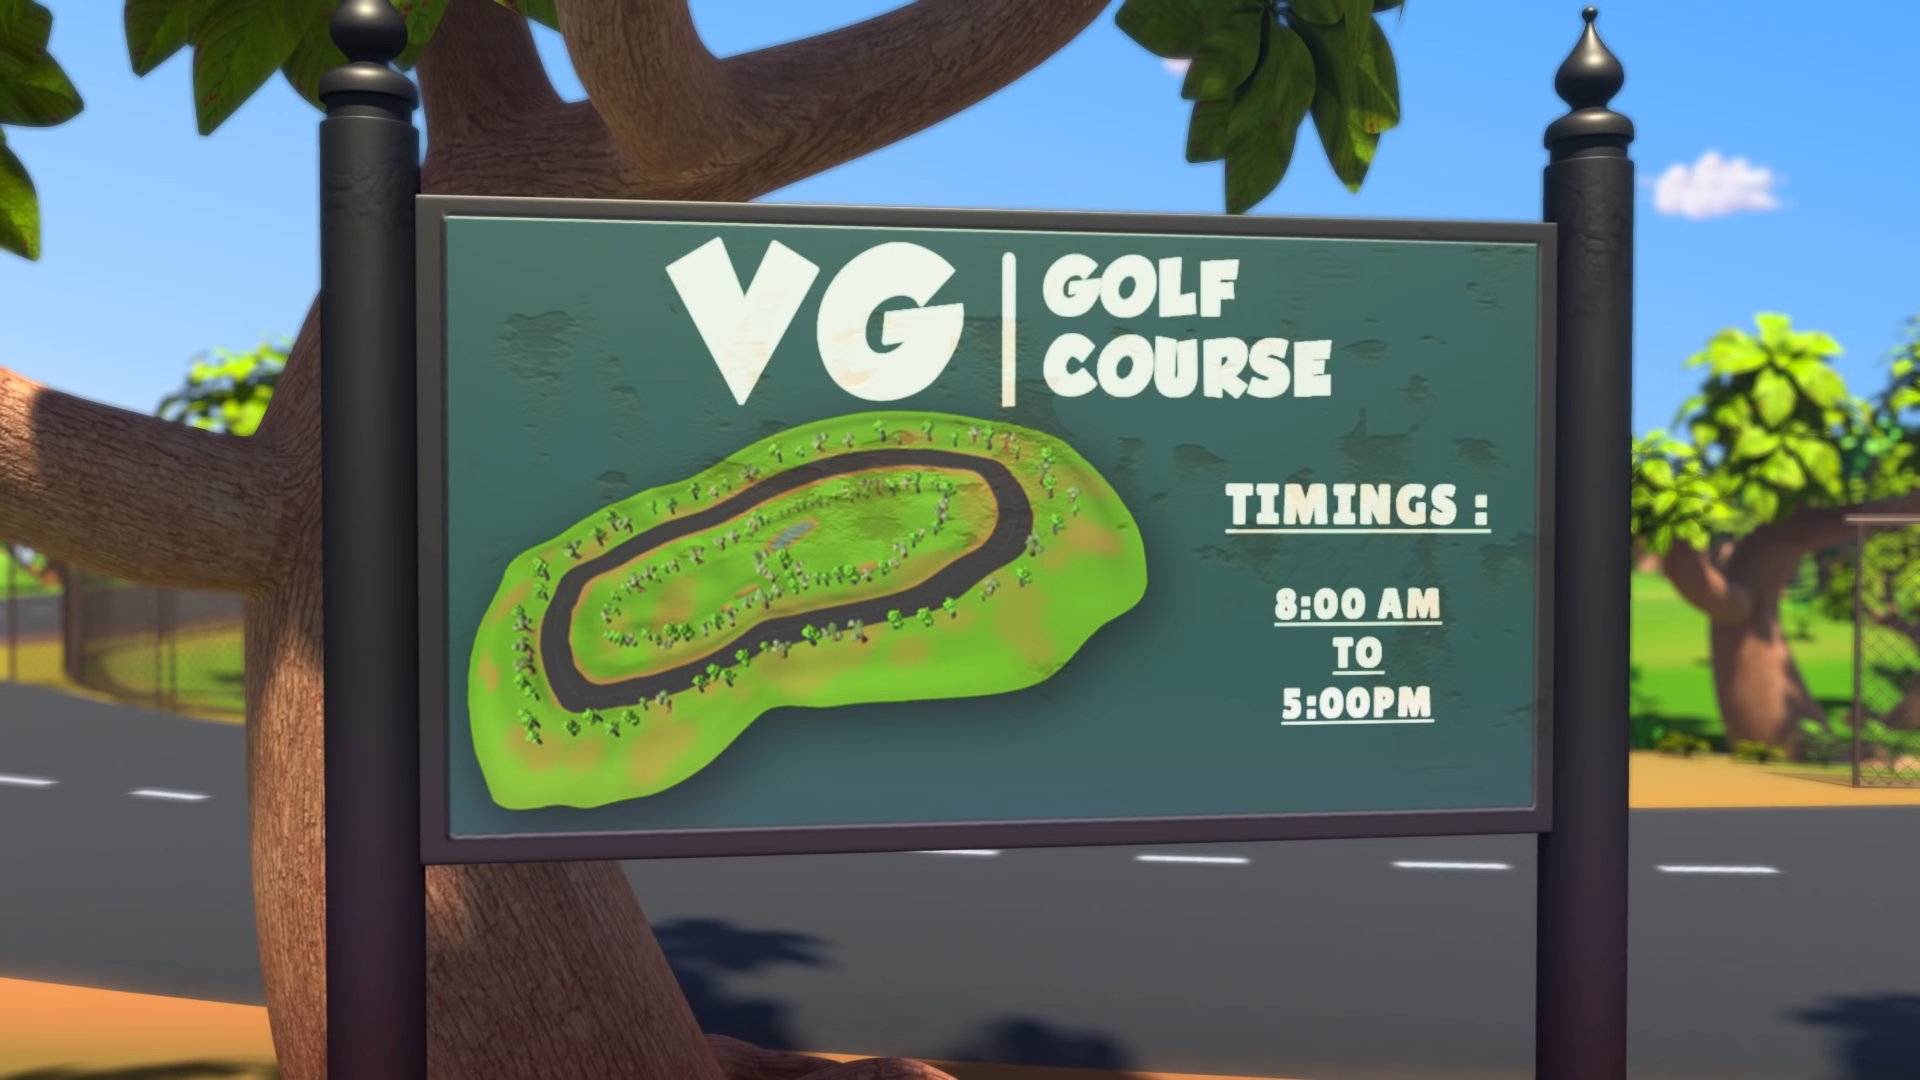 VG | GOLF
COURSE
TIMINGS :
8:00 AM
TO
5:00PM